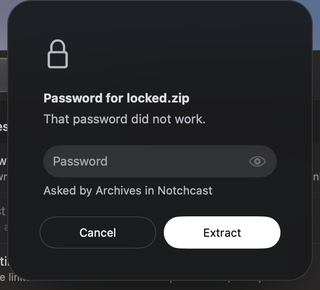 Password for locked.zip
That password did not work.
Password
Asked by Archives in Notchcast
Cancel
Extract